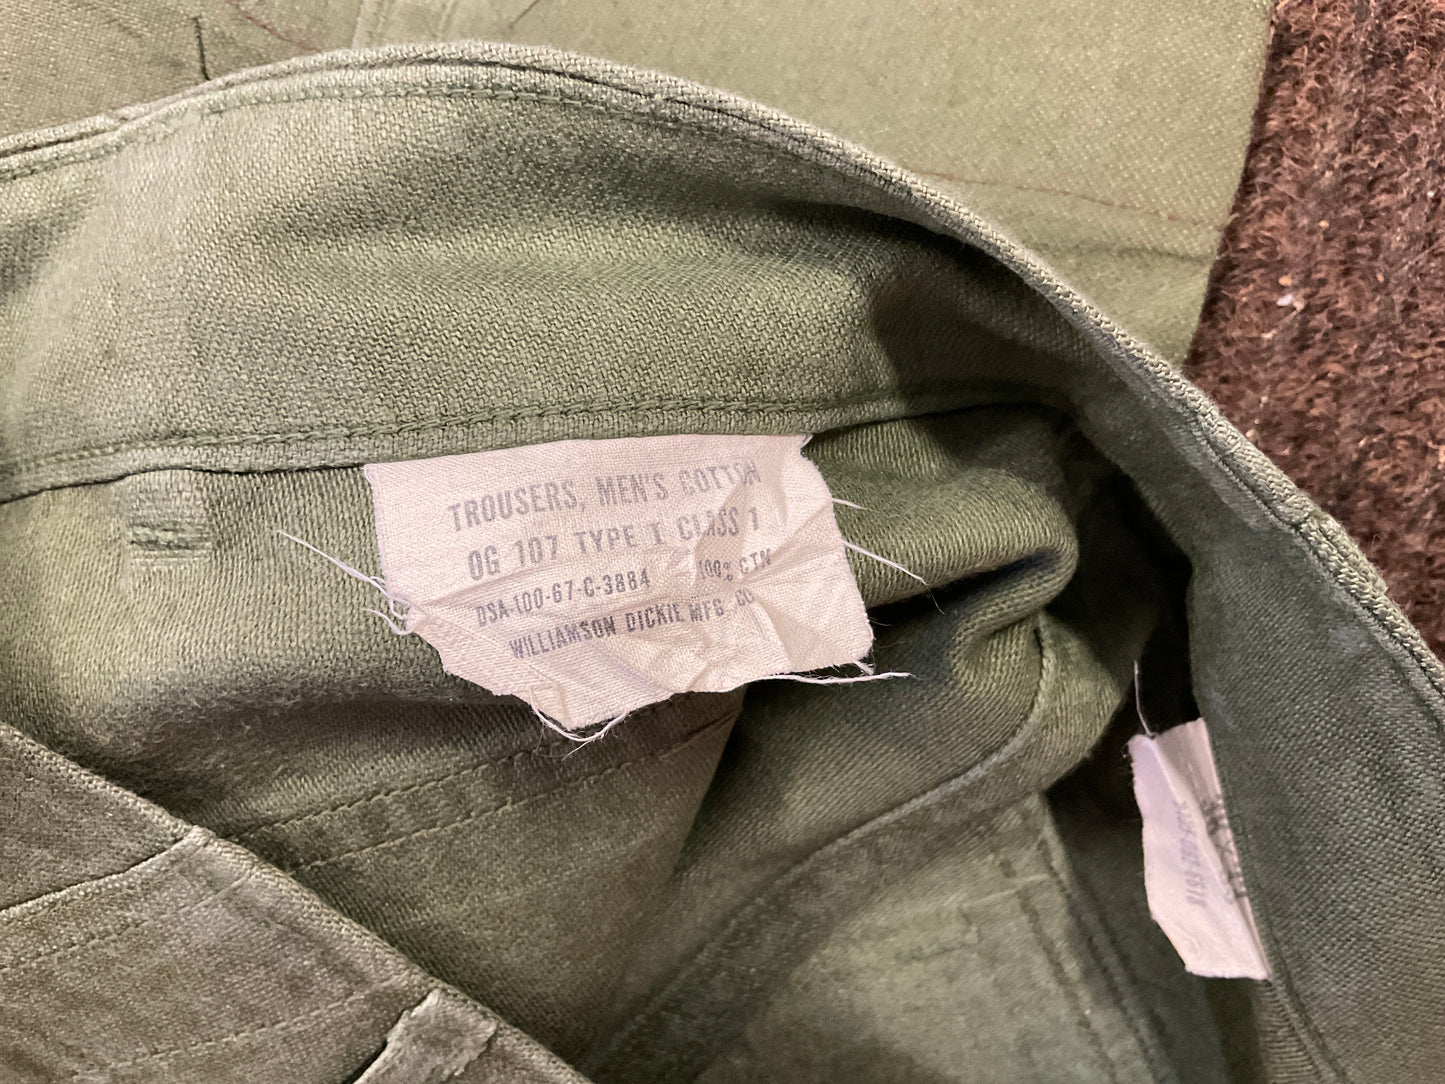 TROUSERS, MEN'S COTTON
OG 107 TYPE I CLASS 1
DSA-100-67-C-3884 100% CTN
WILLIAMSON DICKIE MFG. CO.